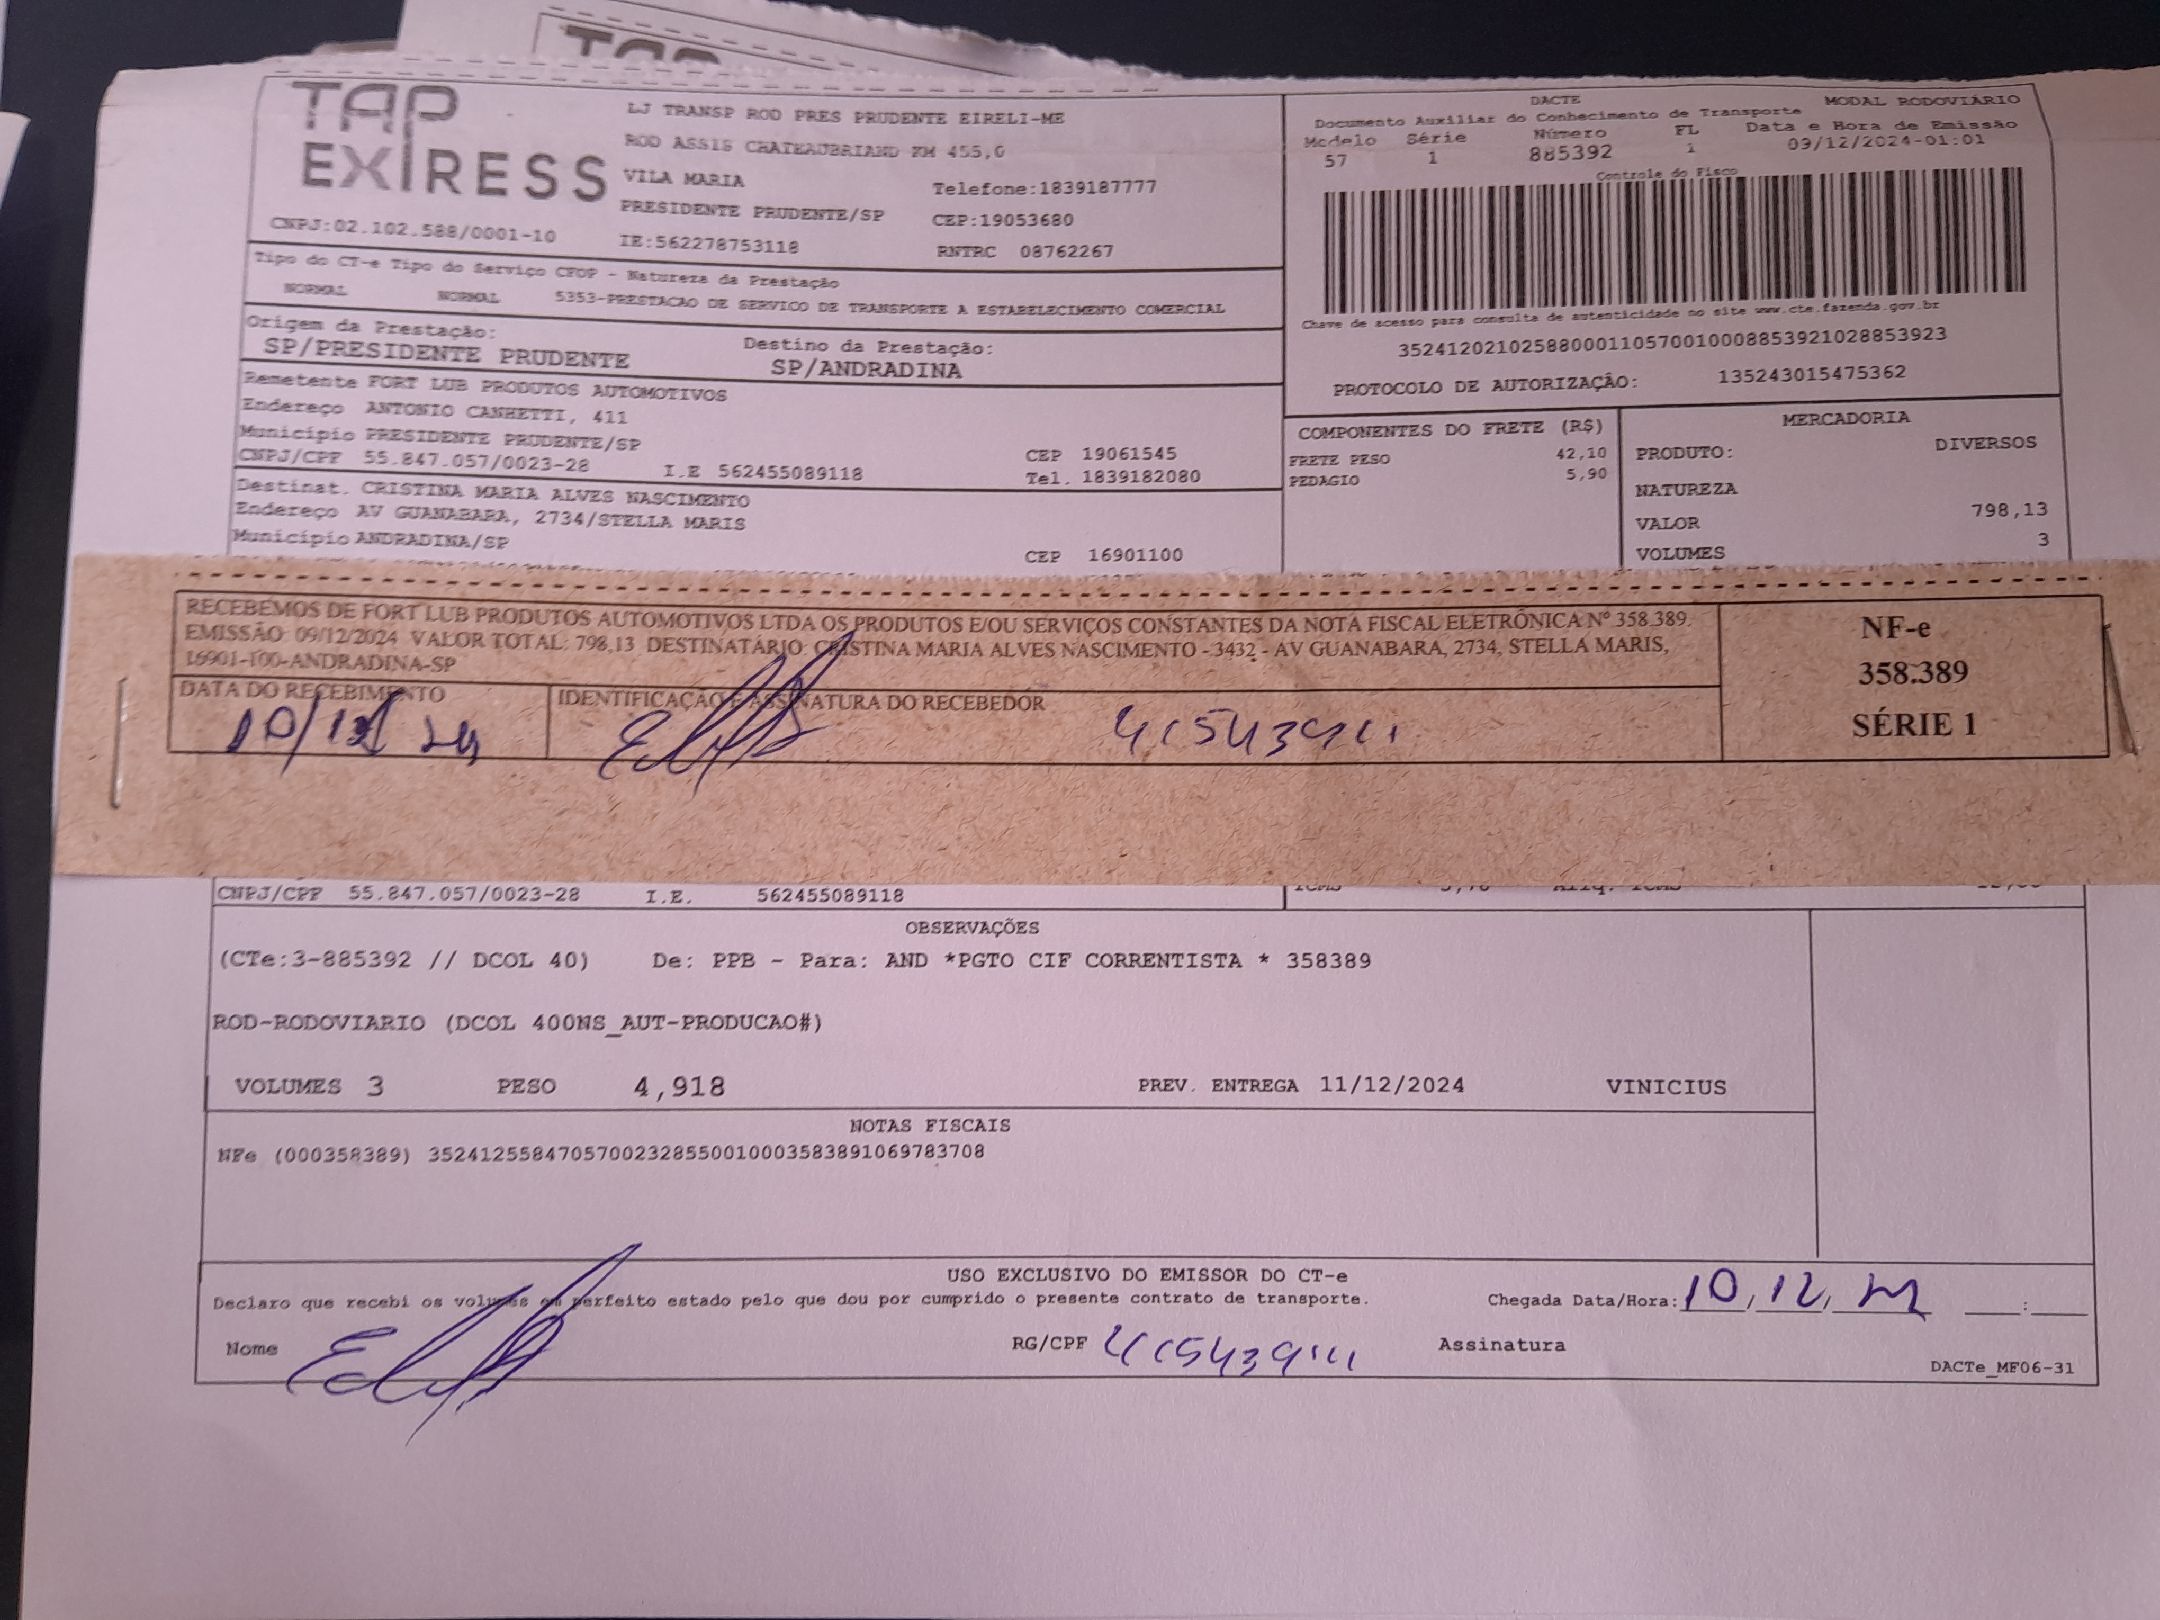 TAP
EXPRESS
LJ TRANSP ROD PRES PRUDENTE EIRELI-ME
ROD ASSIS CHATEAUBRIAND KM 455,0
VILA MARIA
Telefone:1839187777
PRESIDENTE PRUDENTE/SP CEP:19053680
CNPJ:02.102.588/0001-10 IE:562278753118 RNTRC 08762267
DACTE MODAL RODOVIÁRIO
Documento Auxiliar do Conhecimento de Transporte
Modelo Série Número FL Data e Hora de Emissão
57 1 885392 1 09/12/2024-01:01
Controle do Fisco
Chave de acesso para consulta de autenticidade no site www.cte.fazenda.gov.br
35241202102588000110570010008853921028853923
PROTOCOLO DE AUTORIZAÇÃO: 135243015475362
Tipo do CT-e Tipo do Serviço CFOP - Natureza da Prestação
NORMAL NORMAL 5353-PRESTACAO DE SERVICO DE TRANSPORTE A ESTABELECIMENTO COMERCIAL
Origem da Prestação: Destino da Prestação:
SP/PRESIDENTE PRUDENTE SP/ANDRADINA
Remetente FORT LUB PRODUTOS AUTOMOTIVOS
Endereço ANTONIO CANHETTI, 411
Município PRESIDENTE PRUDENTE/SP CEP 19061545
CNPJ/CPF 55.847.057/0023-28 I.E 562455089118 Tel. 1839182080
Destinat. CRISTINA MARIA ALVES NASCIMENTO
Endereço AV GUANABARA, 2734/STELLA MARIS
Município ANDRADINA/SP CEP 16901100
COMPONENTES DO FRETE (R$)
FRETE PESO 42,10
PEDAGIO 5,90
MERCADORIA
PRODUTO: DIVERSOS
NATUREZA
VALOR 798,13
VOLUMES 3
RECEBEMOS DE FORT LUB PRODUTOS AUTOMOTIVOS LTDA OS PRODUTOS E/OU SERVIÇOS CONSTANTES DA NOTA FISCAL ELETRÔNICA Nº 358.389.
EMISSÃO: 09/12/2024 VALOR TOTAL: 798,13 DESTINATÁRIO: CRISTINA MARIA ALVES NASCIMENTO - 3432 - AV GUANABARA, 2734, STELLA MARIS,
16901-100-ANDRADINA-SP
DATA DO RECEBIMENTO IDENTIFICAÇÃO E ASSINATURA DO RECEBEDOR
10/12/24
NF-e
358.389
SÉRIE 1
CNPJ/CPF 55.847.057/0023-28 I.E. 562455089118
OBSERVAÇÕES
(CTe:3-885392 // DCOL 40) De: PPB - Para: AND *PGTO CIF CORRENTISTA * 358389
ROD-RODOVIARIO (DCOL 400NS_AUT-PRODUCAO#)
VOLUMES 3 PESO 4,918 PREV. ENTREGA 11/12/2024 VINICIUS
NOTAS FISCAIS
NFe (000358389) 35241255847057002328550010003583891069783708
USO EXCLUSIVO DO EMISSOR DO CT-e
Declaro que recebi os volumes em perfeito estado pelo que dou por cumprido o presente contrato de transporte. Chegada Data/Hora: 10/12/24 :
Nome RG/CPF Assinatura
DACTe_MF06-31